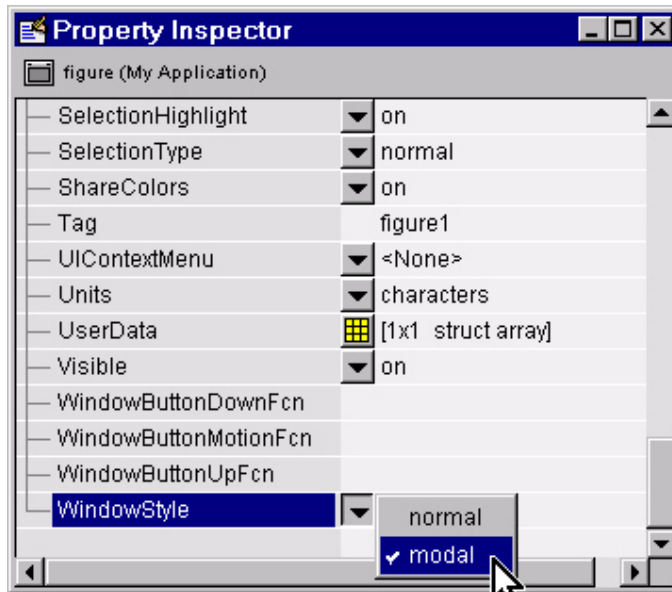 Property Inspector
figure (My Application)
SelectionHighlight on
SelectionType normal
ShareColors on
Tag figure1
UIContextMenu <None>
Units characters
UserData [1x1 struct array]
Visible on
WindowButtonDownFcn
WindowButtonMotionFcn
WindowButtonUpFcn
WindowStyle
normal
modal